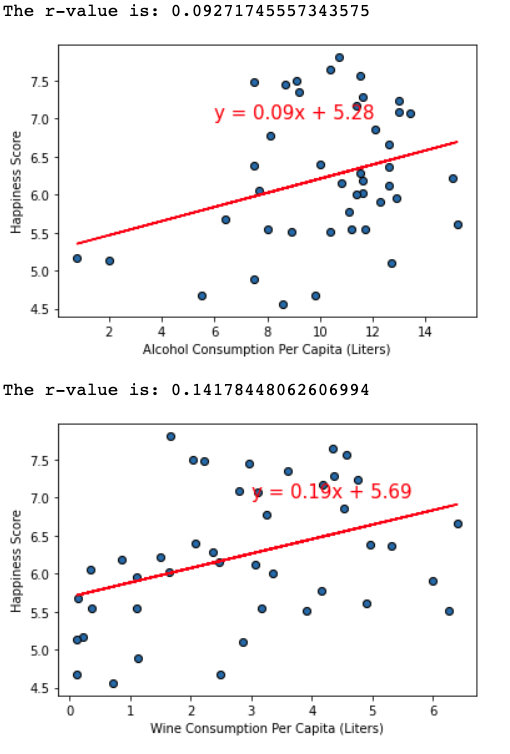 The r-value is: 0.09271745557343575
7.5
7.0
6.5
6.0
5.5
5.0
4.5
Happiness Score
y = 0.09x + 5.28
2 4 6 8 10 12 14
Alcohol Consumption Per Capita (Liters)
The r-value is: 0.14178448062606994
7.5
7.0
6.5
6.0
5.5
5.0
4.5
Happiness Score
y = 0.19x + 5.69
0 1 2 3 4 5 6
Wine Consumption Per Capita (Liters)